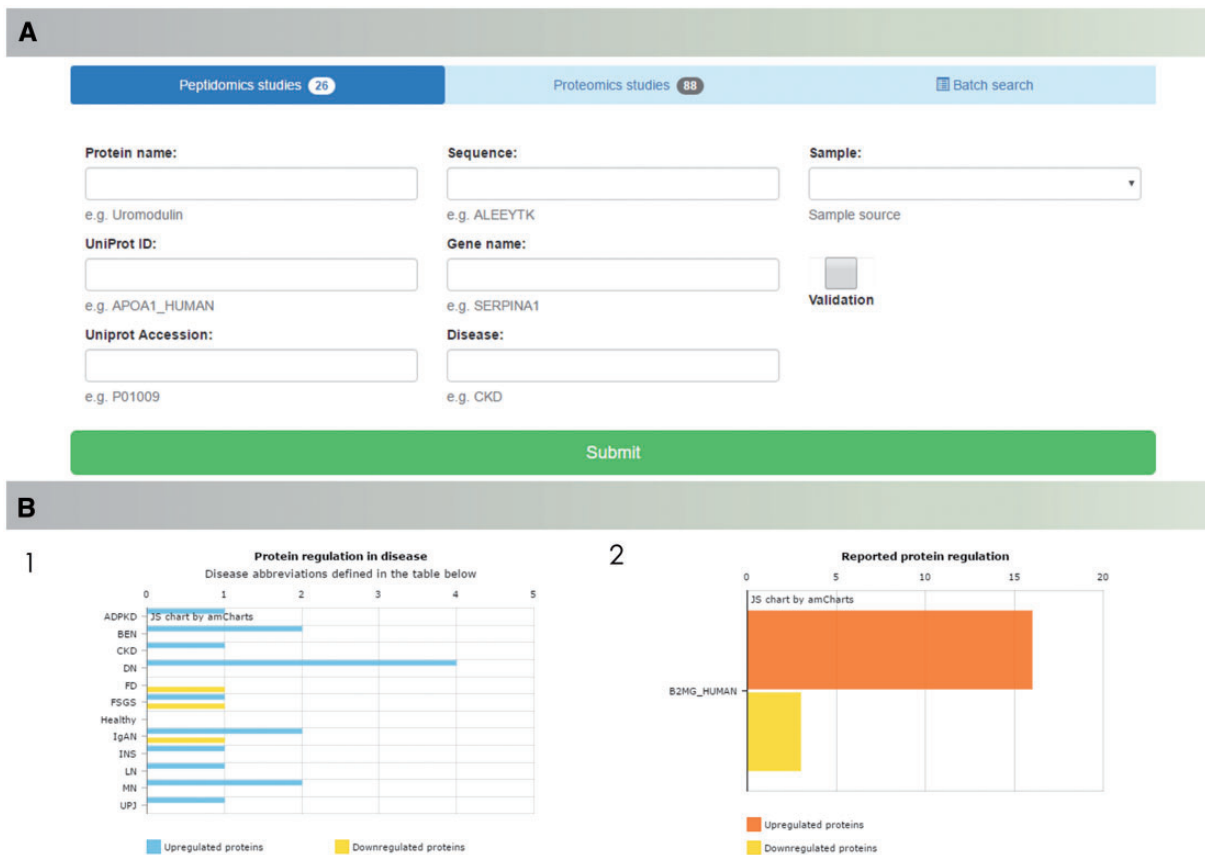 A
Peptidomics studies 26 Proteomics studies 88 Batch search
Protein name: Sequence: Sample:
e.g. Uromodulin e.g. ALEEYTK Sample source
UniProt ID: Gene name:
e.g. APOA1_HUMAN e.g. SERPINA1 Validation
Uniprot Accession: Disease:
e.g. P01009 e.g. CKD
Submit
B
1
Protein regulation in disease
Disease abbreviations defined in the table below
0 1 2 3 4 5
JS chart by amCharts
ADPKD
BEN
CKD
DN
FD
FSGS
Healthy
IgAN
INS
LN
MN
UPJ
Upregulated proteins Downregulated proteins
2
Reported protein regulation
0 5 10 15 20
JS chart by amCharts
B2MG_HUMAN
Upregulated proteins
Downregulated proteins